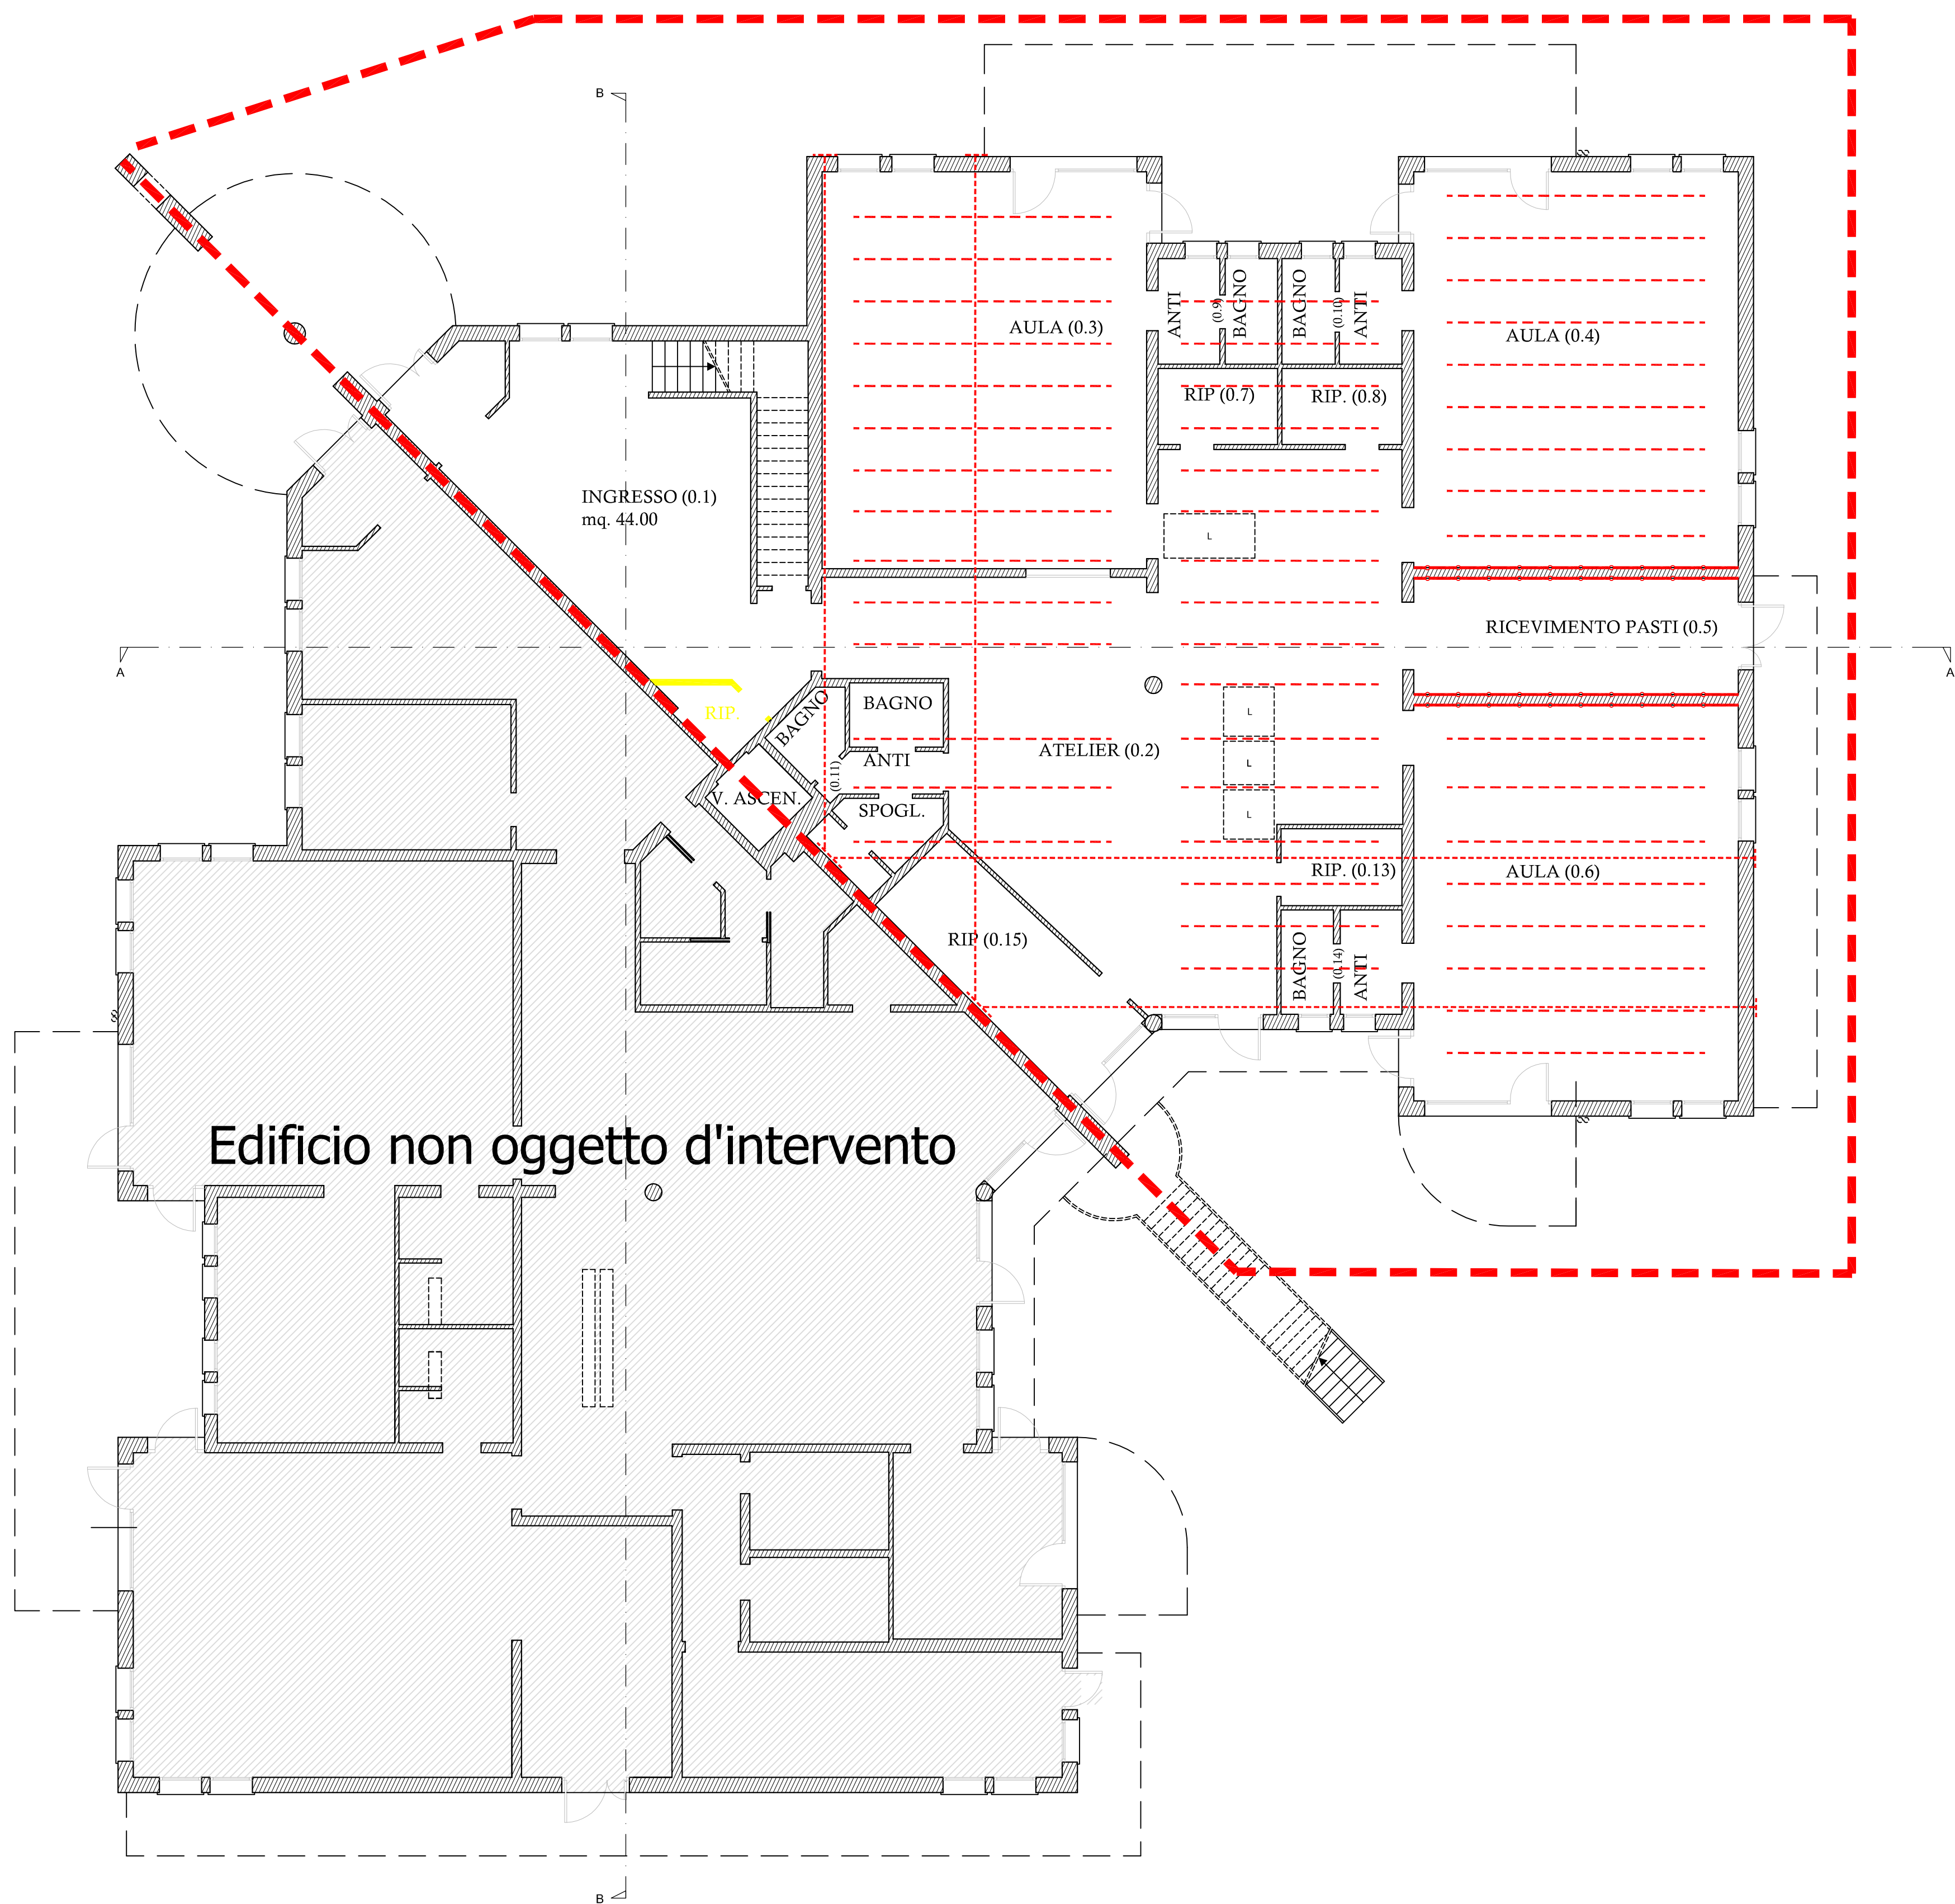 B
AULA (0.3)
ANTI
(0.9)
BAGNO
BAGNO
(0.10)
ANTI
AULA (0.4)
RIP (0.7)
RIP. (0.8)
INGRESSO (0.1)
mq. 44.00
L
RICEVIMENTO PASTI (0.5)
A
A
RIP.
BAGNO
BAGNO
L
ATELIER (0.2)
ANTI
(0.11)
L
V. ASCEN.
SPOGL.
L
RIP. (0.13)
AULA (0.6)
RIP (0.15)
BAGNO
(0.14)
ANTI
Edificio non oggetto d'intervento
B